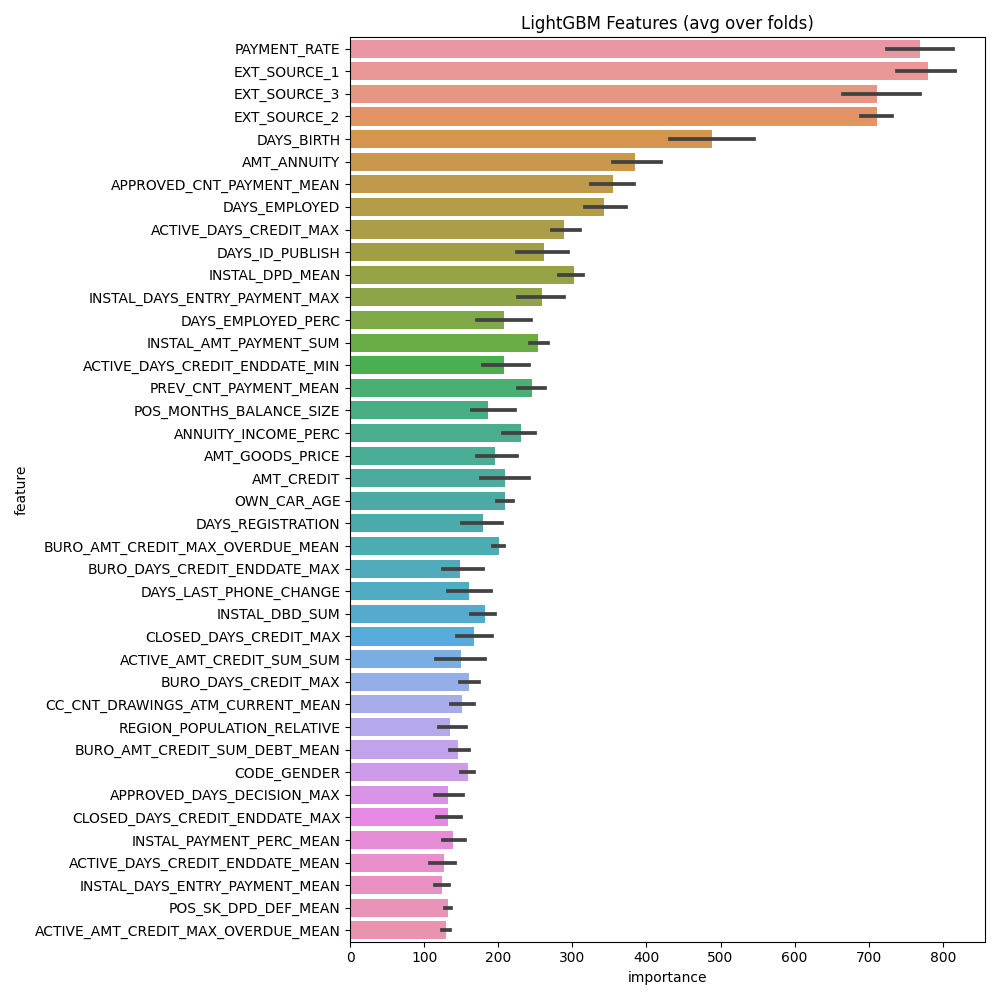 LightGBM Features (avg over folds)
PAYMENT_RATE
EXT_SOURCE_1
EXT_SOURCE_3
EXT_SOURCE_2
DAYS_BIRTH
AMT_ANNUITY
APPROVED_CNT_PAYMENT_MEAN
DAYS_EMPLOYED
ACTIVE_DAYS_CREDIT_MAX
DAYS_ID_PUBLISH
INSTAL_DPD_MEAN
INSTAL_DAYS_ENTRY_PAYMENT_MAX
DAYS_EMPLOYED_PERC
INSTAL_AMT_PAYMENT_SUM
ACTIVE_DAYS_CREDIT_ENDDATE_MIN
PREV_CNT_PAYMENT_MEAN
POS_MONTHS_BALANCE_SIZE
ANNUITY_INCOME_PERC
AMT_GOODS_PRICE
AMT_CREDIT
OWN_CAR_AGE
DAYS_REGISTRATION
BURO_AMT_CREDIT_MAX_OVERDUE_MEAN
BURO_DAYS_CREDIT_ENDDATE_MAX
DAYS_LAST_PHONE_CHANGE
INSTAL_DBD_SUM
CLOSED_DAYS_CREDIT_MAX
ACTIVE_AMT_CREDIT_SUM_SUM
BURO_DAYS_CREDIT_MAX
CC_CNT_DRAWINGS_ATM_CURRENT_MEAN
REGION_POPULATION_RELATIVE
BURO_AMT_CREDIT_SUM_DEBT_MEAN
CODE_GENDER
APPROVED_DAYS_DECISION_MAX
CLOSED_DAYS_CREDIT_ENDDATE_MAX
INSTAL_PAYMENT_PERC_MEAN
ACTIVE_DAYS_CREDIT_ENDDATE_MEAN
INSTAL_DAYS_ENTRY_PAYMENT_MEAN
POS_SK_DPD_DEF_MEAN
ACTIVE_AMT_CREDIT_MAX_OVERDUE_MEAN
feature
0 100 200 300 400 500 600 700 800
importance